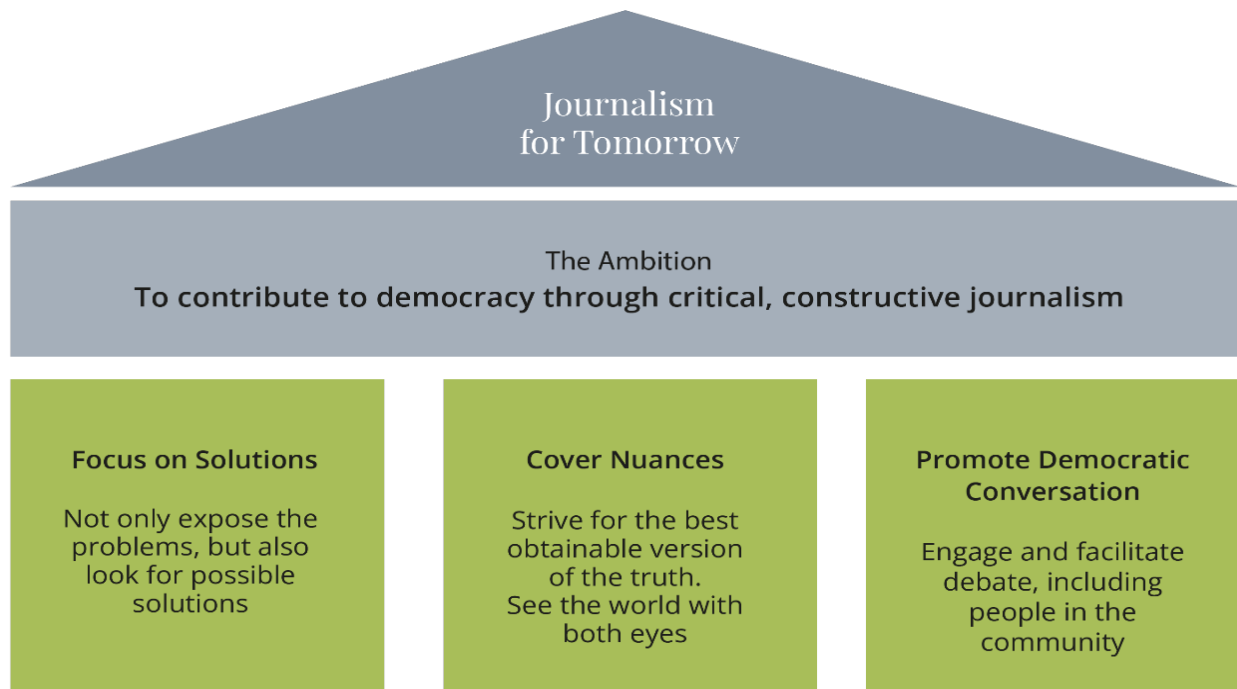 Journalism
for Tomorrow
The Ambition
To contribute to democracy through critical, constructive journalism
Focus on Solutions
Not only expose the
problems, but also
look for possible
solutions
Cover Nuances
Strive for the best
obtainable version
of the truth.
See the world with
both eyes
Promote Democratic
Conversation
Engage and facilitate
debate, including
people in the
community